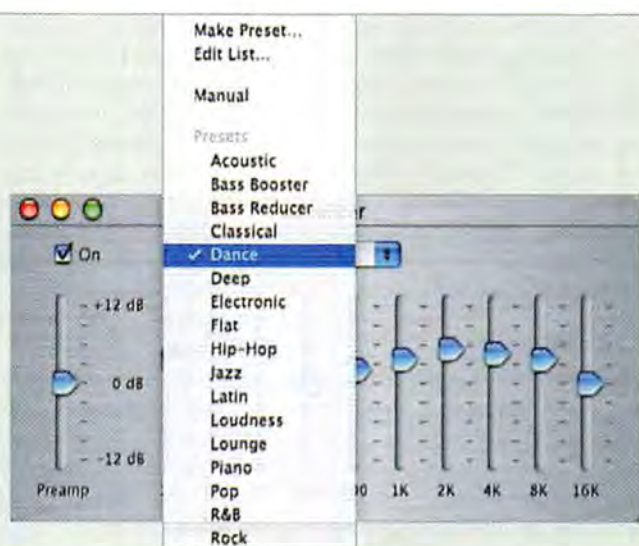 Make Preset...
Edit List...
Manual
Presets
Acoustic
Bass Booster
Bass Reducer
Classical
On
✓ Dance
Deep
+12 dB
Electronic
Flat
Hip-Hop
0 dB
Jazz
Latin
Loudness
Lounge
-12 dB
Piano
Preamp
Pop
1K 2K 4K 8K 16K
R&B
Rock